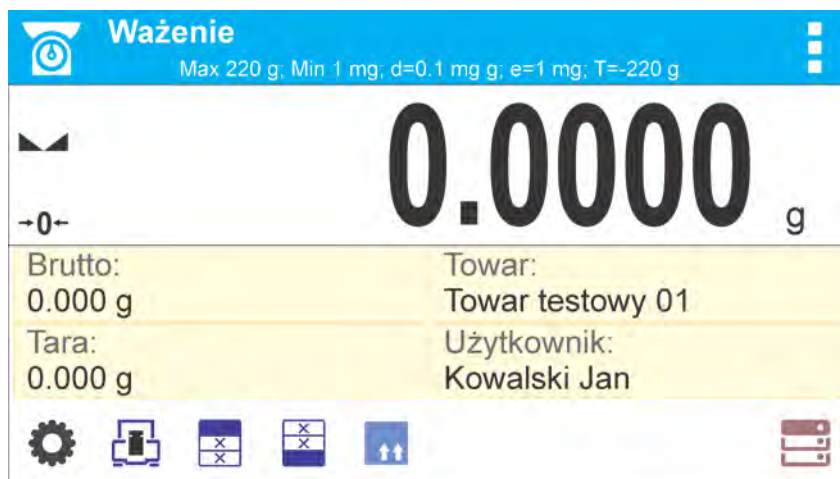 Ważenie
Max 220 g; Min 1 mg; d=0.1 mg g; e=1 mg; T=-220 g
0.0000 g
→0←
Brutto:
0.000 g
Towar:
Towar testowy 01
Tara:
0.000 g
Użytkownik:
Kowalski Jan